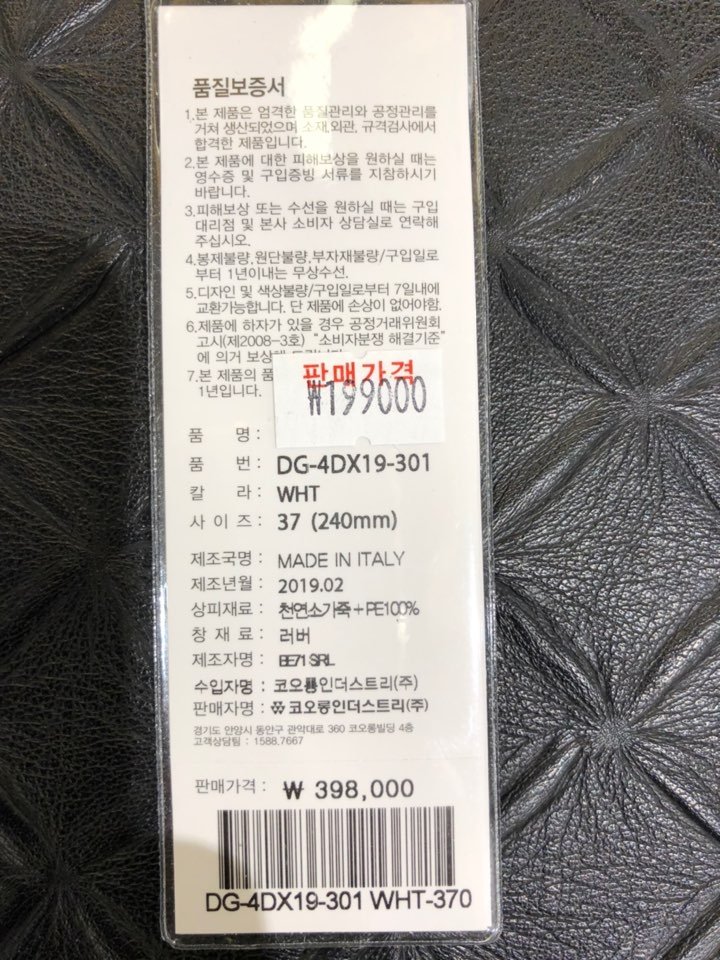 품질보증서
1.본 제품은 엄격한 품질관리와 공정관리를
거쳐 생산되었으며 소재,외관, 규격검사에서
합격한 제품입니다.
2.본 제품에 대한 피해보상을 원하실 때는
영수증 및 구입증빙 서류를 지참하시기
바랍니다.
3.피해보상 또는 수선을 원하실 때는 구입
대리점 및 본사 소비자 상담실로 연락해
주십시오.
4.봉제불량,원단불량,부자재불량/구입일로
부터 1년이내는 무상수선.
5.디자인 및 색상불량/구입일로부터 7일내에
교환가능합니다. 단 제품에 손상이 없어야함.
6.제품에 하자가 있을 경우 공정거래위원회
고시(제2008-3호) "소비자분쟁 해결기준"
에 의거 보상해 드립니다.
7.본 제품의 품
1년입니다.
판매가격
₩199000
품 명 :
품 번 : DG-4DX19-301
칼 라 : WHT
사 이 즈 : 37 (240mm)
제조국명 : MADE IN ITALY
제조년월 : 2019.02
상피재료 : 천연소가죽+PE100%
창 재 료 : 러버
제조자명 : EE71 SRL
수입자명 : 코오롱인더스트리(주)
판매자명 : 코오롱인더스트리(주)
경기도 안양시 동안구 관악대로 360 코오롱빌딩 4층
고객상담팀 : 1588.7667
판매가격 : ₩ 398,000
DG-4DX19-301 WHT-370